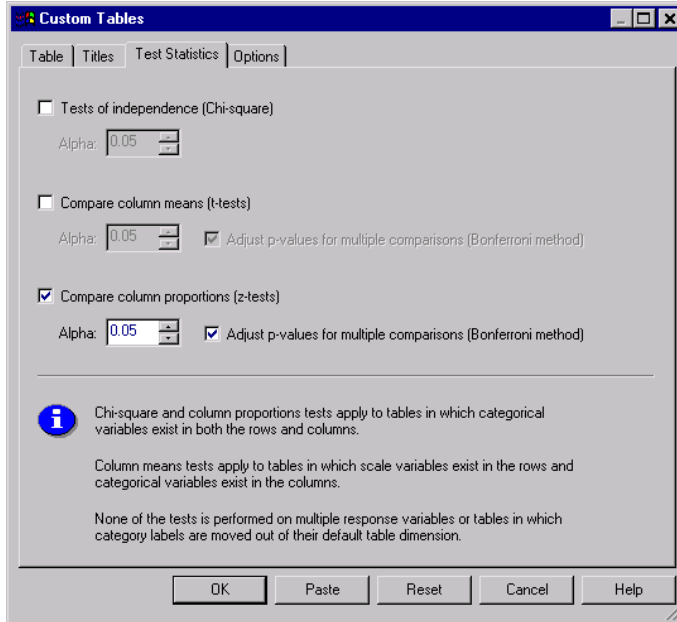 Custom Tables
Table Titles Test Statistics Options
Tests of independence (Chi-square)
Alpha: 0.05
Compare column means (t-tests)
Alpha: 0.05 Adjust p-values for multiple comparisons (Bonferroni method)
Compare column proportions (z-tests)
Alpha: 0.05 Adjust p-values for multiple comparisons (Bonferroni method)
Chi-square and column proportions tests apply to tables in which categorical
variables exist in both the rows and columns.
Column means tests apply to tables in which scale variables exist in the rows and
categorical variables exist in the columns.
None of the tests is performed on multiple response variables or tables in which
category labels are moved out of their default table dimension.
OK Paste Reset Cancel Help